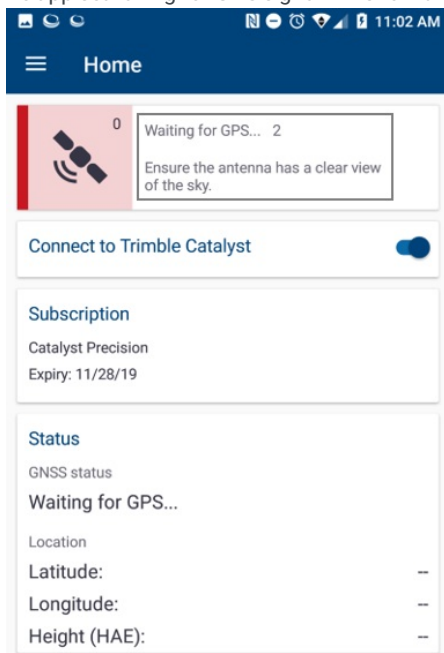 11:02 AM
Home
0
Waiting for GPS... 2
Ensure the antenna has a clear view
of the sky.
Connect to Trimble Catalyst
Subscription
Catalyst Precision
Expiry: 11/28/19
Status
GNSS status
Waiting for GPS...
Location
Latitude: --
Longitude: --
Height (HAE): --